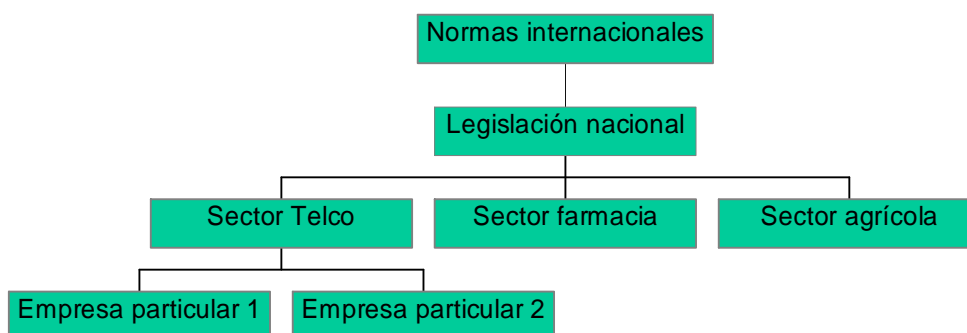 Normas internacionales
Legislación nacional
Sector Telco
Sector farmacia
Sector agrícola
Empresa particular 1
Empresa particular 2